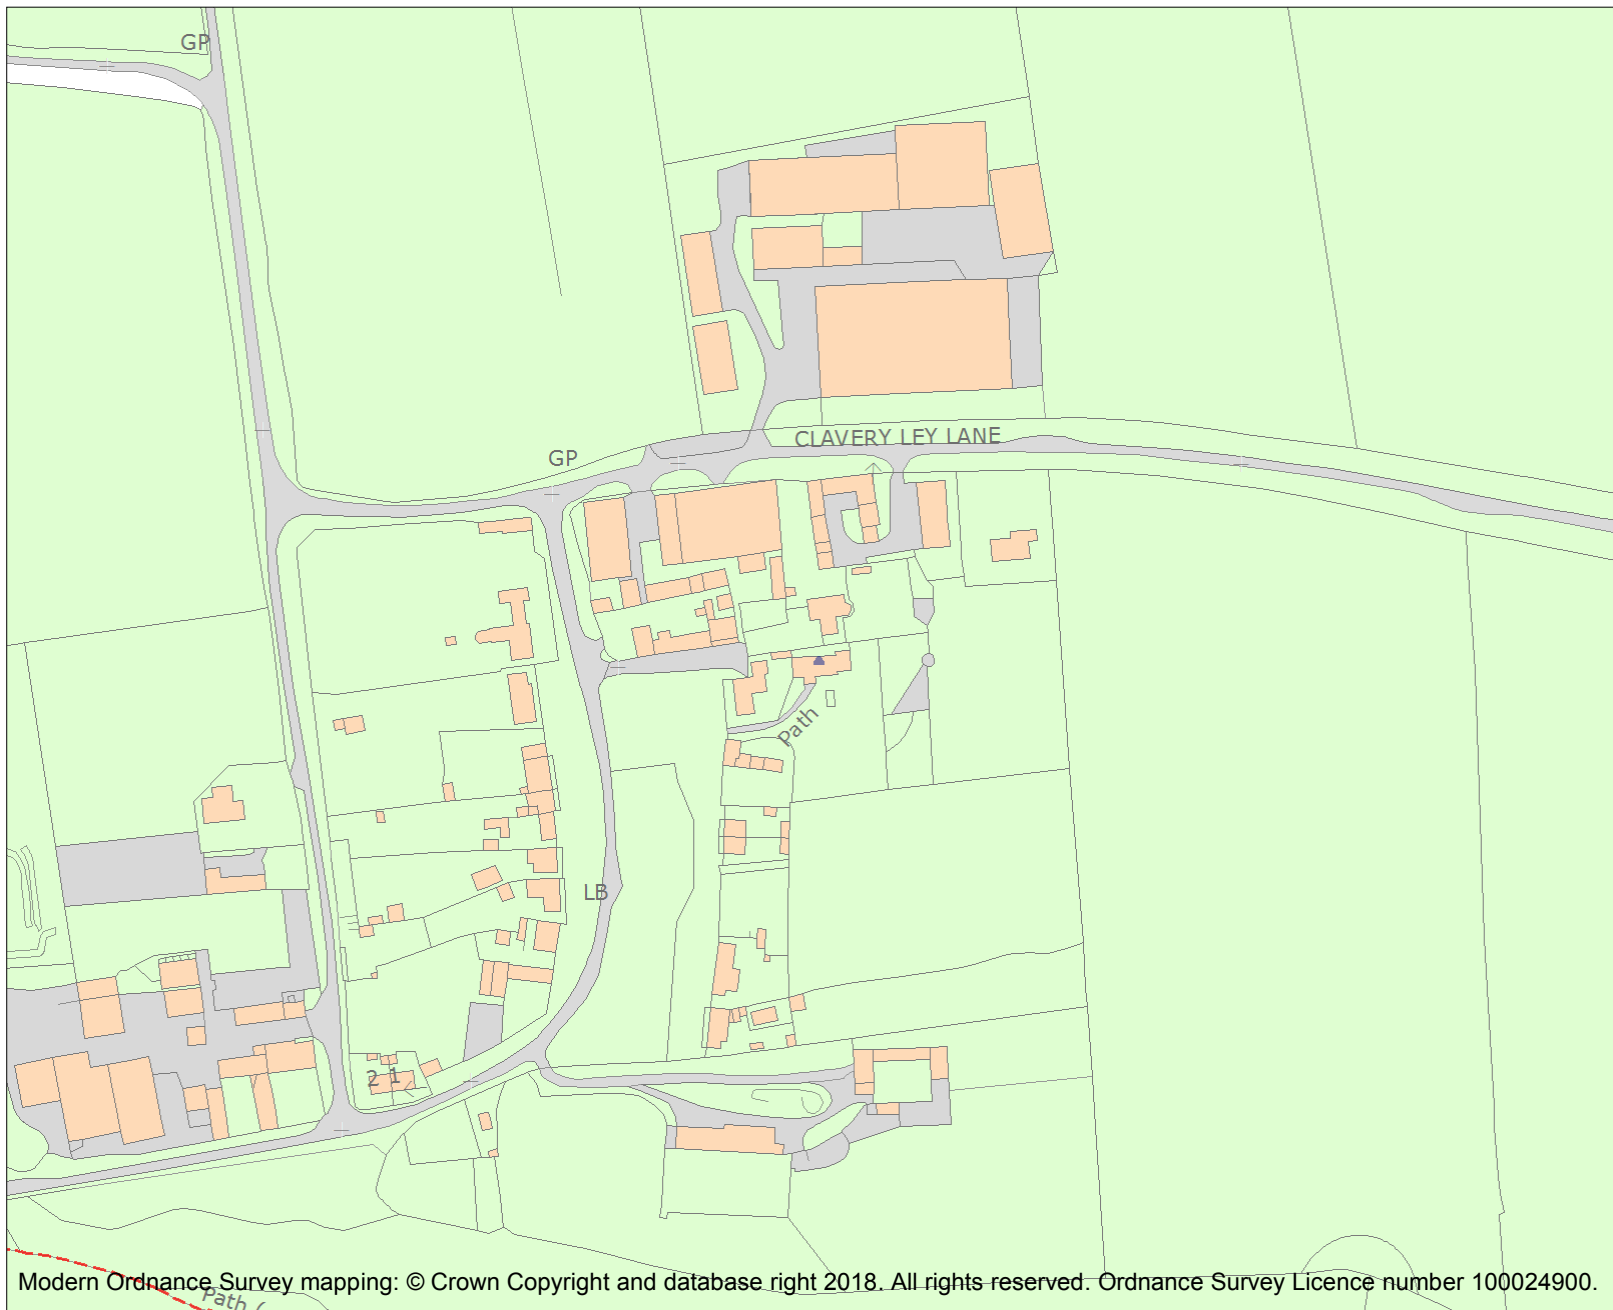 GP
CLAVERY LEY LANE
GP
Path
LB
2 1
Modern Ordnance Survey mapping: © Crown Copyright and database right 2018. All rights reserved. Ordnance Survey Licence number 100024900.
Path (